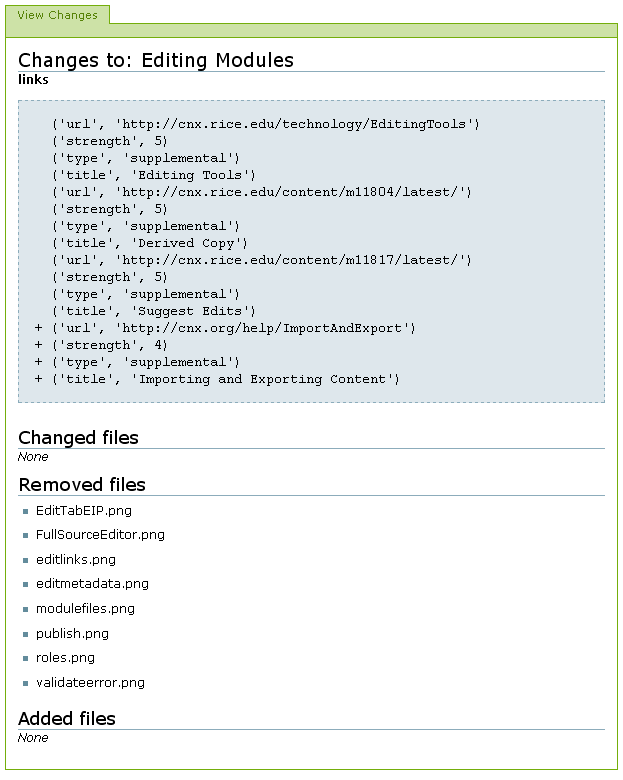 View Changes
Changes to: Editing Modules
links
('url', 'http://cnx.rice.edu/technology/EditingTools')
('strength', 5)
('type', 'supplemental')
('title', 'Editing Tools')
('url', 'http://cnx.rice.edu/content/m11804/latest/')
('strength', 5)
('type', 'supplemental')
('title', 'Derived Copy')
('url', 'http://cnx.rice.edu/content/m11817/latest/')
('strength', 5)
('type', 'supplemental')
('title', 'Suggest Edits')
+ ('url', 'http://cnx.org/help/ImportAndExport')
+ ('strength', 4)
+ ('type', 'supplemental')
+ ('title', 'Importing and Exporting Content')
Changed files
None
Removed files
EditTabEIP.png
FullSourceEditor.png
editlinks.png
editmetadata.png
modulefiles.png
publish.png
roles.png
validateerror.png
Added files
None